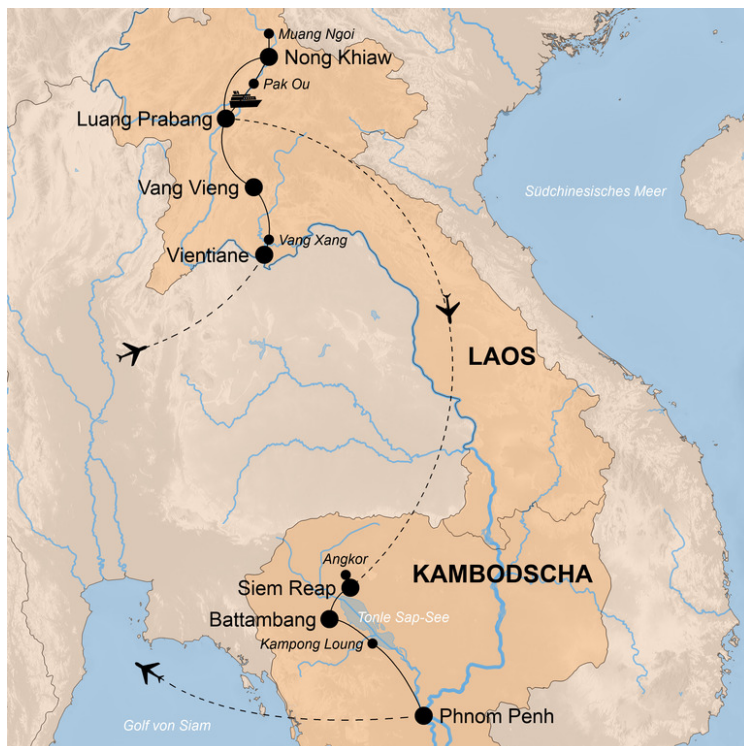 Muang Ngoi
Nong Khiaw
Pak Ou
Luang Prabang
Vang Vieng
Südchinesisches Meer
Vang Xang
Vientiane
LAOS
Angkor
KAMBODSCHA
Siem Reap
Battambang
Tonle Sap-See
Kampong Loung
Phnom Penh
Golf von Siam